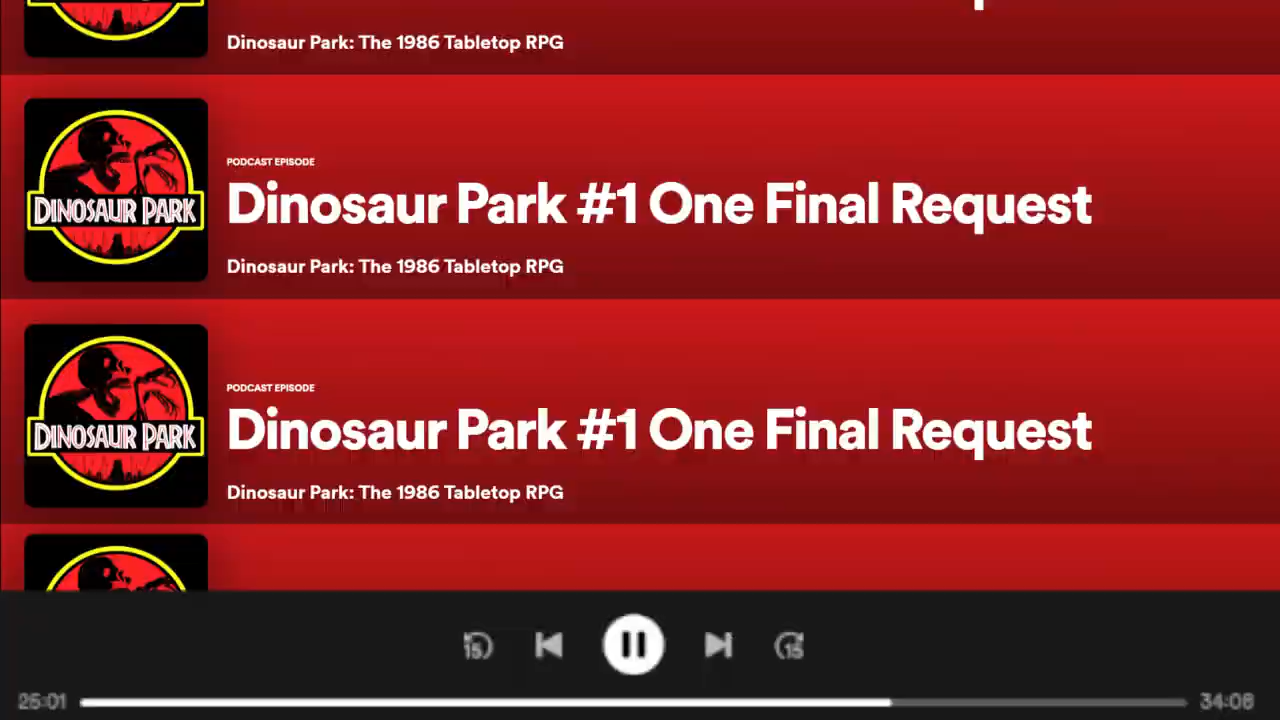 Dinosaur Park: The 1986 Tabletop RPG
PODCAST EPISODE
Dinosaur Park #1 One Final Request
DINOSAUR PARK
Dinosaur Park: The 1986 Tabletop RPG
PODCAST EPISODE
Dinosaur Park #1 One Final Request
DINOSAUR PARK
Dinosaur Park: The 1986 Tabletop RPG
15
15
25:01
34:08